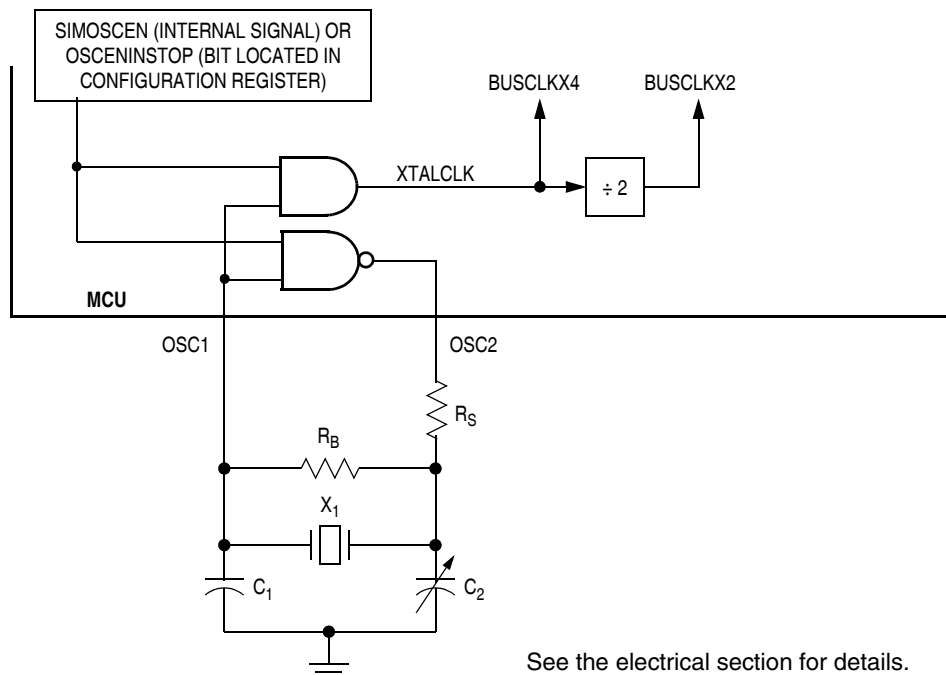 SIMOSCEN (INTERNAL SIGNAL) OR
OSCENINSTOP (BIT LOCATED IN
CONFIGURATION REGISTER)
BUSCLKX4
BUSCLKX2
XTALCLK
÷ 2
MCU
OSC1
OSC2
RS
RB
X1
C1
C2
See the electrical section for details.